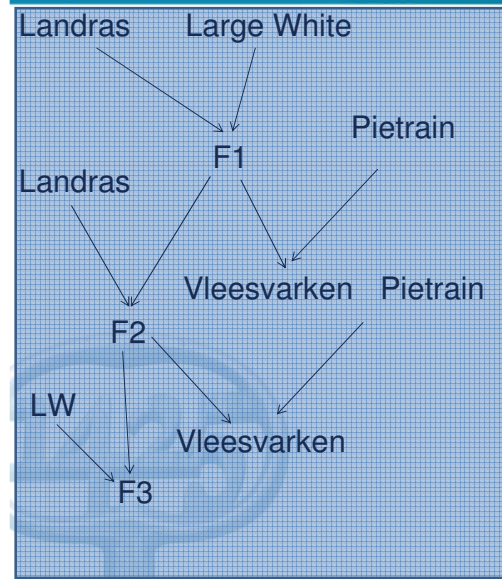 Landras Large White
Pietrain
F1
Landras
Vleesvarken Pietrain
F2
LW
Vleesvarken
F3